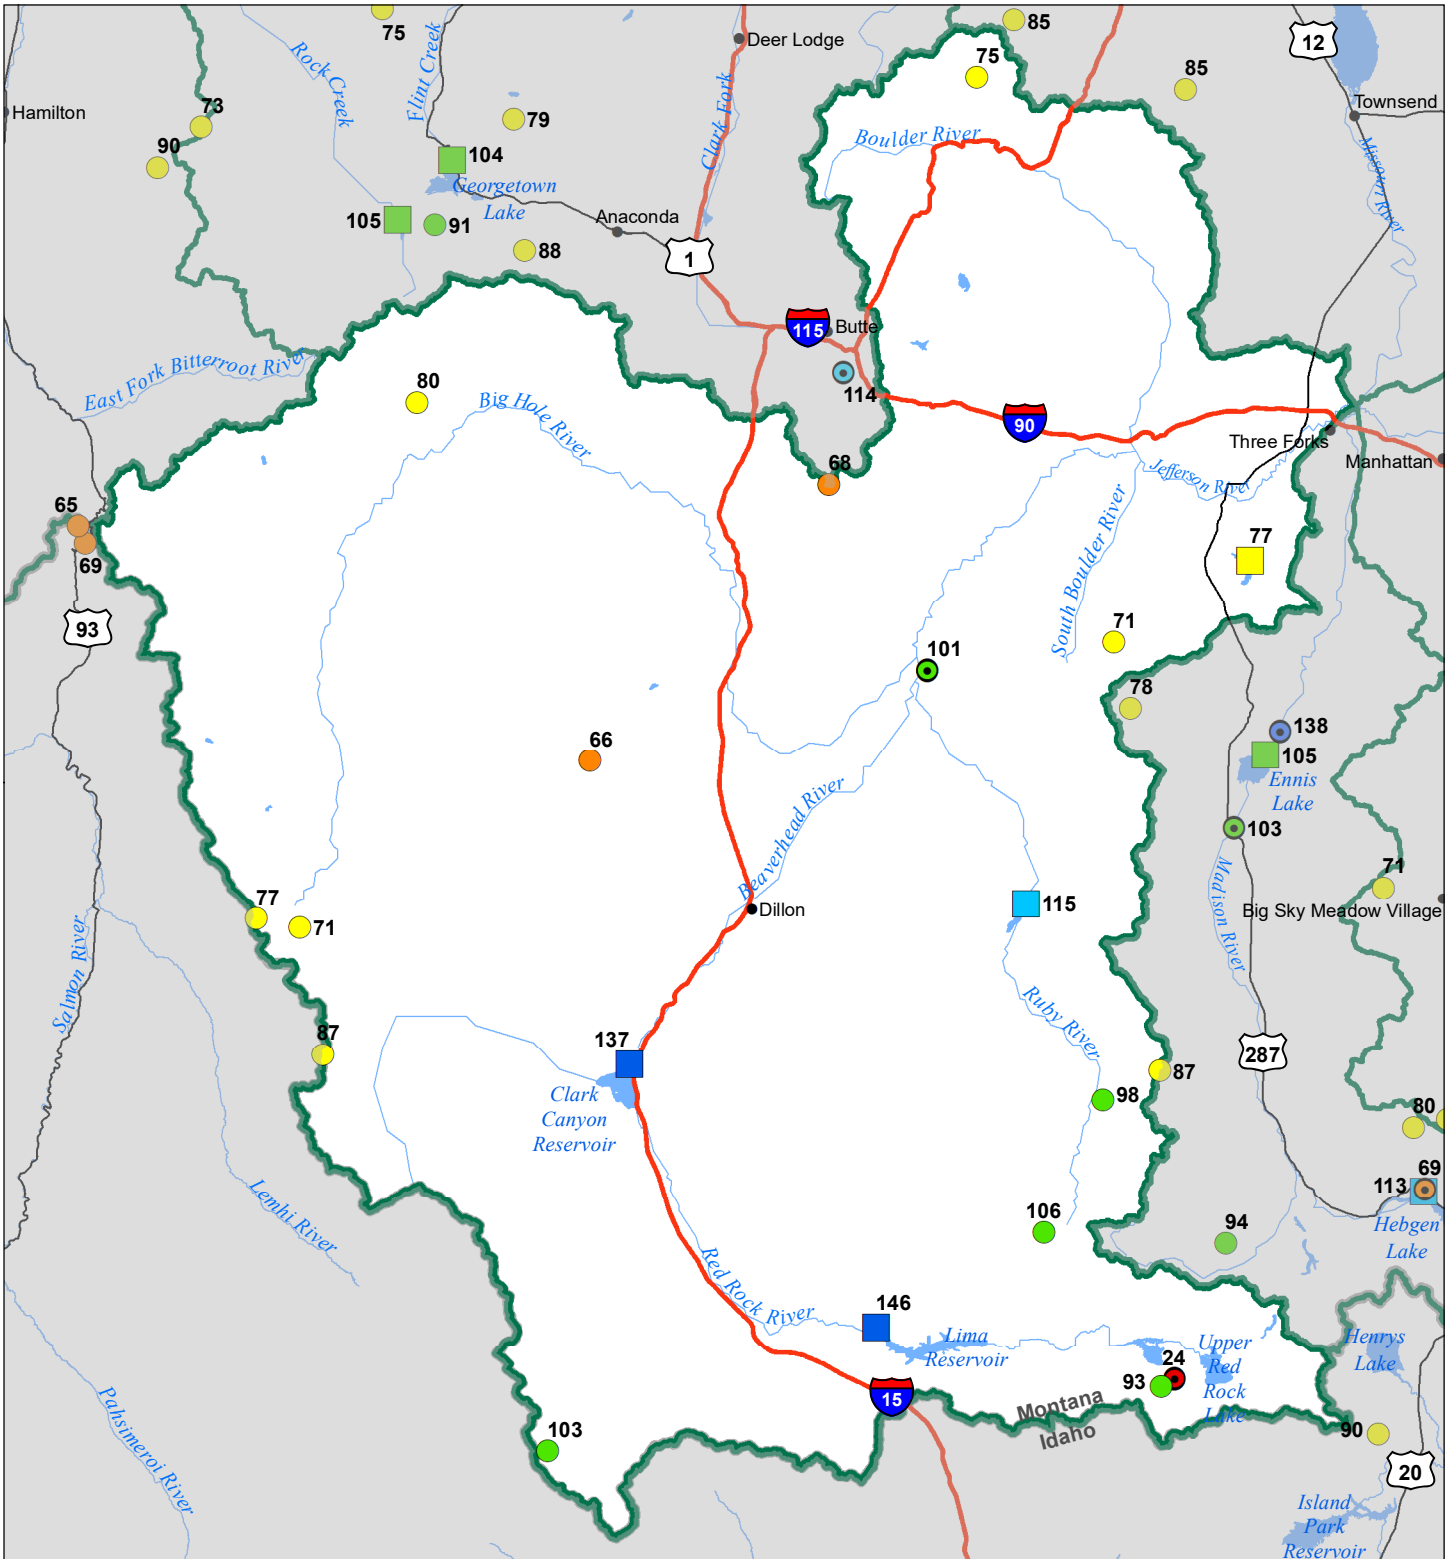 75
85
12
Deer Lodge
75
85
Rock Creek
Flint Creek
Clark Fork
Townsend
Hamilton
73
79
90
104
Boulder River
Missouri River
Georgetown
Lake
105
91
Anaconda
88
1
115
Butte
114
East Fork Bitterroot River
80
Big Hole River
90
Three Forks
Manhattan
68
Jefferson River
65
69
South Boulder River
77
93
71
101
78
138
105
Ennis
Lake
66
Beaverhead River
103
71
Madison River
Big Sky Meadow Village
77
71
Dillon
115
Salmon River
Ruby River
87
137
287
87
Clark
Canyon
Reservoir
98
80
Lemhi River
69
113
Hebgen
Lake
106
94
Red Rock River
146
Lima
Reservoir
Upper
Red
Rock
Lake
24
93
Henrys
Lake
15
Montana
Idaho
Pahsimeroi River
103
90
20
Island
Park
Reservoir